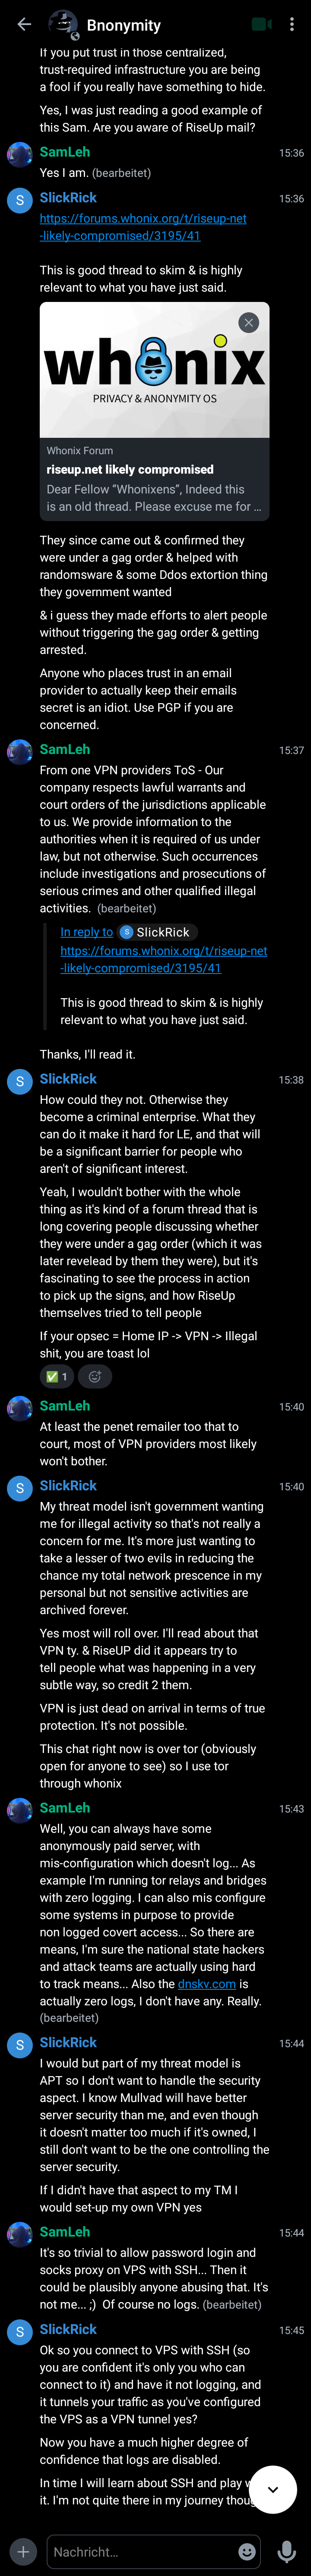 Bnonymity
If you put trust in those centralized,
trust-required infrastructure you are being
a fool if you really have something to hide.
Yes, I was just reading a good example of
this Sam. Are you aware of RiseUp mail?
SamLeh 15:36
Yes I am. (bearbeitet)
S SlickRick 15:36
https://forums.whonix.org/t/riseup-net
-likely-compromised/3195/41
This is good thread to skim & is highly
relevant to what you have just said.
whonix
PRIVACY & ANONYMITY OS
Whonix Forum
riseup.net likely compromised
Dear Fellow “Whonixens”, Indeed this
is an old thread. Please excuse me for ...
They since came out & confirmed they
were under a gag order & helped with
randomsware & some Ddos extortion thing
they government wanted
& i guess they made efforts to alert people
without triggering the gag order & getting
arrested.
Anyone who places trust in an email
provider to actually keep their emails
secret is an idiot. Use PGP if you are
concerned.
SamLeh 15:37
From one VPN providers ToS - Our
company respects lawful warrants and
court orders of the jurisdictions applicable
to us. We provide information to the
authorities when it is required of us under
law, but not otherwise. Such occurrences
include investigations and prosecutions of
serious crimes and other qualified illegal
activities. (bearbeitet)
In reply to S SlickRick
https://forums.whonix.org/t/riseup-net
-likely-compromised/3195/41
This is good thread to skim & is highly
relevant to what you have just said.
Thanks, I'll read it.
S SlickRick 15:38
How could they not. Otherwise they
become a criminal enterprise. What they
can do it make it hard for LE, and that will
be a significant barrier for people who
aren't of significant interest.
Yeah, I wouldn't bother with the whole
thing as it's kind of a forum thread that is
long covering people discussing whether
they were under a gag order (which it was
later revelead by them they were), but it's
fascinating to see the process in action
to pick up the signs, and how RiseUp
themselves tried to tell people
If your opsec = Home IP -> VPN -> Illegal
shit, you are toast lol
✅ 1
SamLeh 15:40
At least the penet remailer too that to
court, most of VPN providers most likely
won't bother.
S SlickRick 15:40
My threat model isn't government wanting
me for illegal activity so that's not really a
concern for me. It's more just wanting to
take a lesser of two evils in reducing the
chance my total network prescence in my
personal but not sensitive activities are
archived forever.
Yes most will roll over. I'll read about that
VPN ty. & RiseUP did it appears try to
tell people what was happening in a very
subtle way, so credit 2 them.
VPN is just dead on arrival in terms of true
protection. It's not possible.
This chat right now is over tor (obviously
open for anyone to see) so I use tor
through whonix
SamLeh 15:43
Well, you can always have some
anonymously paid server, with
mis-configuration which doesn't log... As
example I'm running tor relays and bridges
with zero logging. I can also mis configure
some systems in purpose to provide
non logged covert access... So there are
means, I'm sure the national state hackers
and attack teams are actually using hard
to track means... Also the dnskv.com is
actually zero logs, I don't have any. Really.
(bearbeitet)
S SlickRick 15:44
I would but part of my threat model is
APT so I don't want to handle the security
aspect. I know Mullvad will have better
server security than me, and even though
it doesn't matter too much if it's owned, I
still don't want to be the one controlling the
server security.
If I didn't have that aspect to my TM I
would set-up my own VPN yes
SamLeh 15:44
It's so trivial to allow password login and
socks proxy on VPS with SSH... Then it
could be plausibly anyone abusing that. It's
not me... ;) Of course no logs. (bearbeitet)
S SlickRick 15:45
Ok so you connect to VPS with SSH (so
you are confident it's only you who can
connect to it) and have it not logging, and
it tunnels your traffic as you've configured
the VPS as a VPN tunnel yes?
Now you have a much higher degree of
confidence that logs are disabled.
In time I will learn about SSH and play
it. I'm not quite there in my journey
Nachricht...